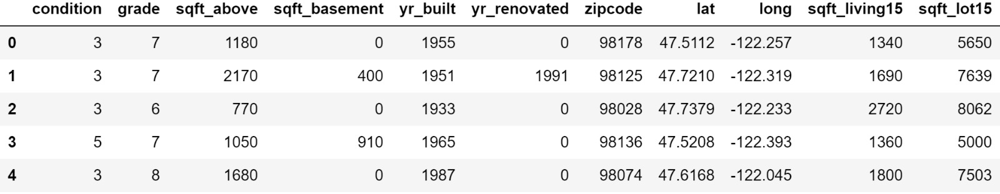 condition grade sqft_above sqft_basement yr_built yr_renovated zipcode lat long sqft_living15 sqft_lot15
0 3 7 1180 0 1955 0 98178 47.5112 -122.257 1340 5650
1 3 7 2170 400 1951 1991 98125 47.7210 -122.319 1690 7639
2 3 6 770 0 1933 0 98028 47.7379 -122.233 2720 8062
3 5 7 1050 910 1965 0 98136 47.5208 -122.393 1360 5000
4 3 8 1680 0 1987 0 98074 47.6168 -122.045 1800 7503